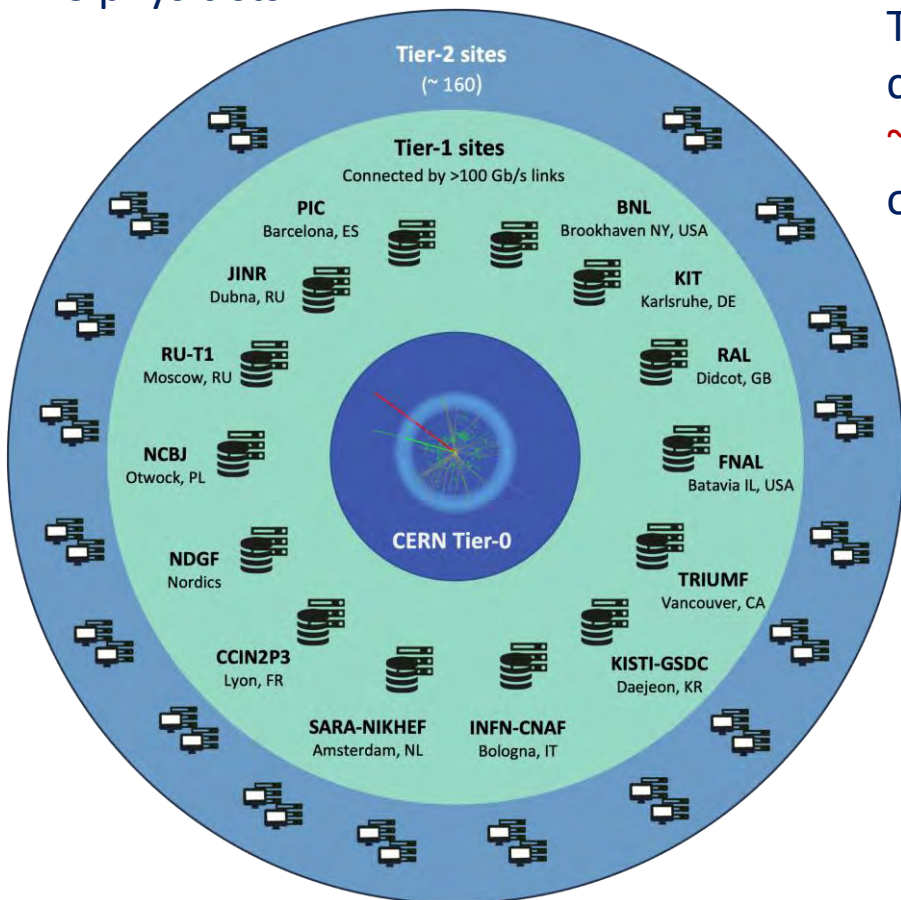 Tier-2 sites
(~ 160)
Tier-1 sites
Connected by >100 Gb/s links
PIC
Barcelona, ES
BNL
Brookhaven NY, USA
JINR
Dubna, RU
KIT
Karlsruhe, DE
RU-T1
Moscow, RU
RAL
Didcot, GB
NCBJ
Otwock, PL
FNAL
Batavia IL, USA
CERN Tier-0
NDGF
Nordics
TRIUMF
Vancouver, CA
CCIN2P3
Lyon, FR
KISTI-GSDC
Daejeon, KR
SARA-NIKHEF
Amsterdam, NL
INFN-CNAF
Bologna, IT